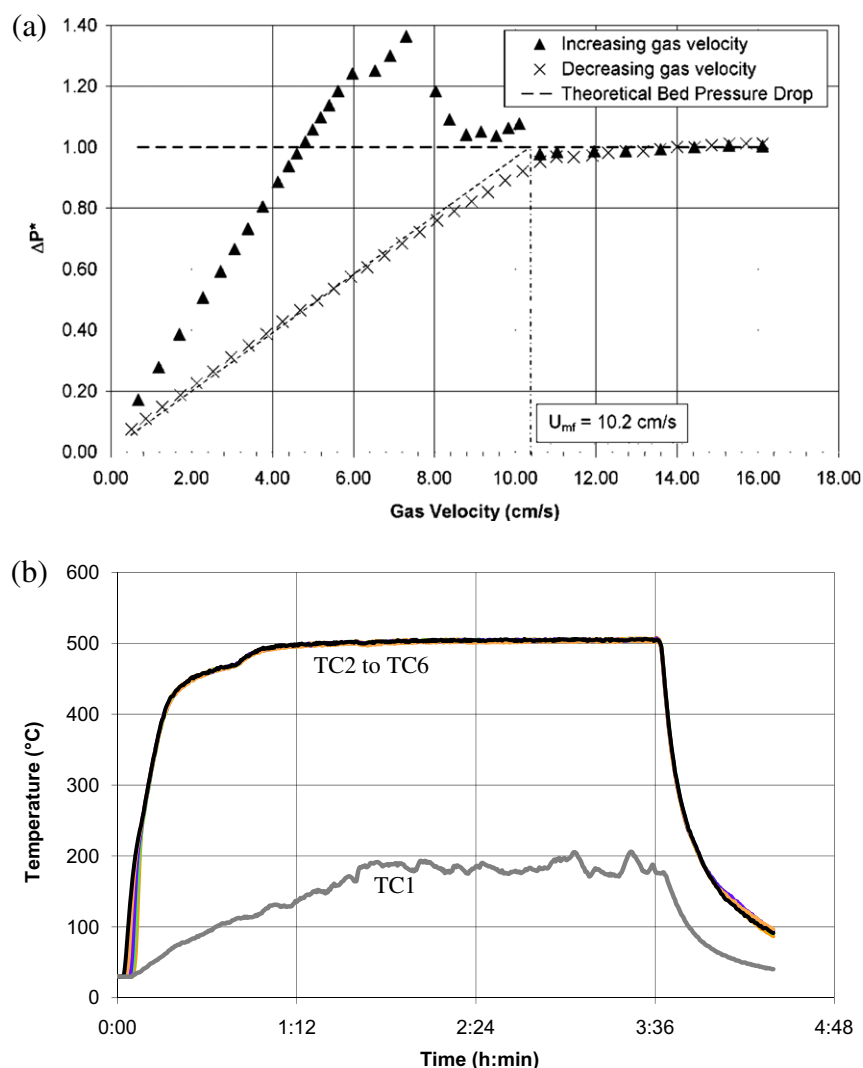 (a)
1.40
1.20
1.00
0.80
0.60
0.40
0.20
0.00
ΔP*
▲ Increasing gas velocity
× Decreasing gas velocity
--- Theoretical Bed Pressure Drop
Umf = 10.2 cm/s
0.00 2.00 4.00 6.00 8.00 10.00 12.00 14.00 16.00 18.00
Gas Velocity (cm/s)
(b)
600
500
400
300
200
100
0
Temperature (°C)
TC2 to TC6
TC1
0:00 1:12 2:24 3:36 4:48
Time (h:min)